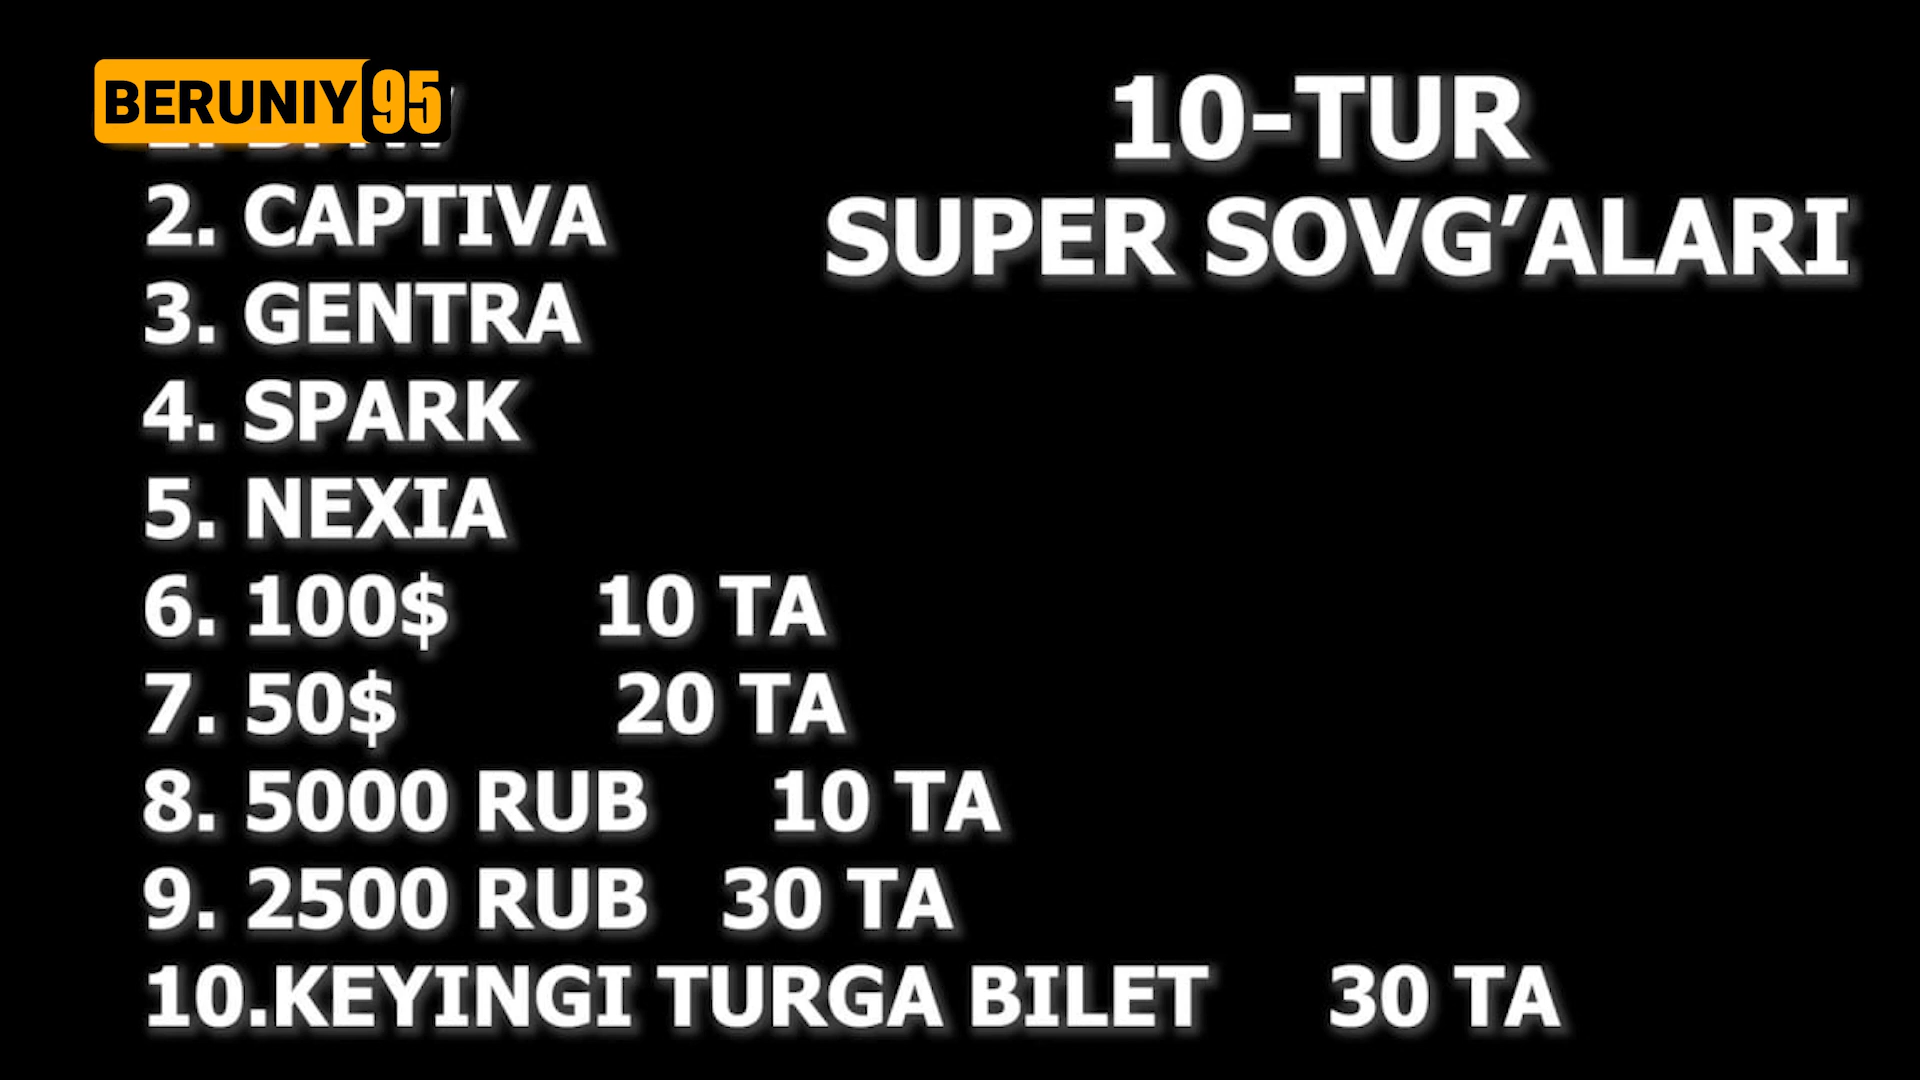 BERUNIY 95
10-TUR
SUPER SOVG’ALARI
2. CAPTIVA
3. GENTRA
4. SPARK
5. NEXIA
6. 100$ 10 TA
7. 50$ 20 TA
8. 5000 RUB 10 TA
9. 2500 RUB 30 TA
10.KEYINGI TURGA BILET 30 TA